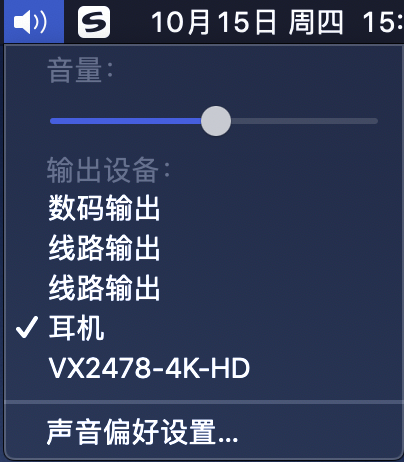 10月15日 周四 15:
音量：
输出设备：
数码输出
线路输出
线路输出
✓ 耳机
VX2478-4K-HD
声音偏好设置...